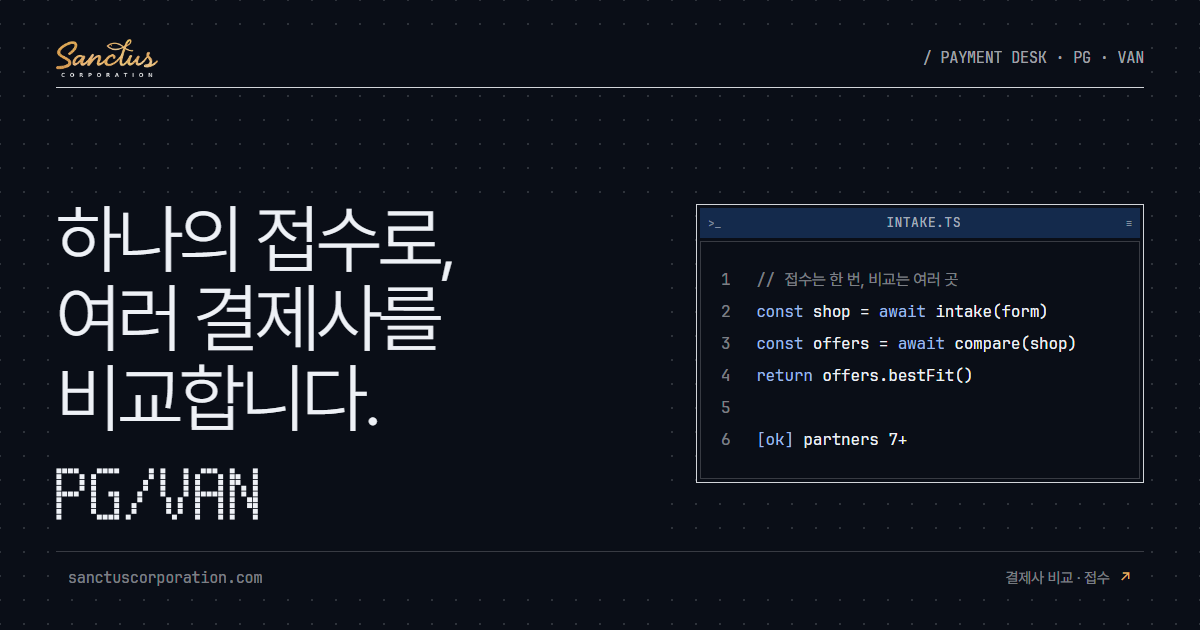 Sanctus
CORPORATION
/ PAYMENT DESK · PG · VAN
하나의 접수로,
여러 결제사를
비교합니다.
PG/VAN
>_ INTAKE.TS ≡
1 // 접수는 한 번, 비교는 여러 곳
2 const shop = await intake(form)
3 const offers = await compare(shop)
4 return offers.bestFit()
5
6 [ok] partners 7+
sanctuscorporation.com
결제사 비교 · 접수 ↗